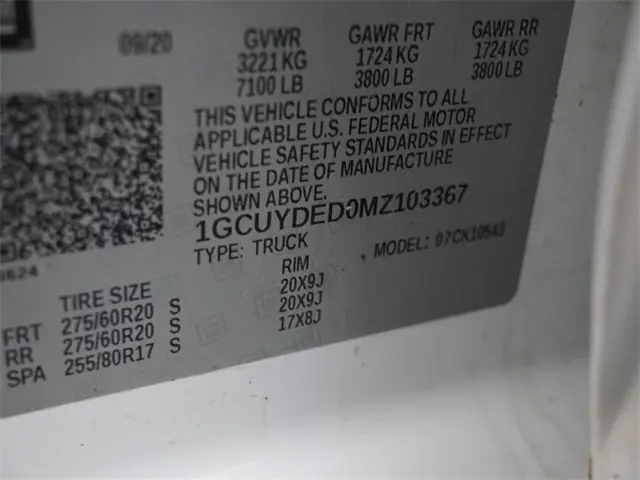 09/20 GVWR GAWR FRT GAWR RR
3221 KG 1724 KG 1724 KG
7100 LB 3800 LB 3800 LB
THIS VEHICLE CONFORMS TO ALL
APPLICABLE U.S. FEDERAL MOTOR
VEHICLE SAFETY STANDARDS IN EFFECT
ON THE DATE OF MANUFACTURE
SHOWN ABOVE.
1GCUYDED0MZ103367
TYPE: TRUCK MODEL: 07CK10543
TIRE SIZE RIM
FRT 275/60R20 S 20X9J
RR 275/60R20 S 20X9J
SPA 255/80R17 S 17X8J